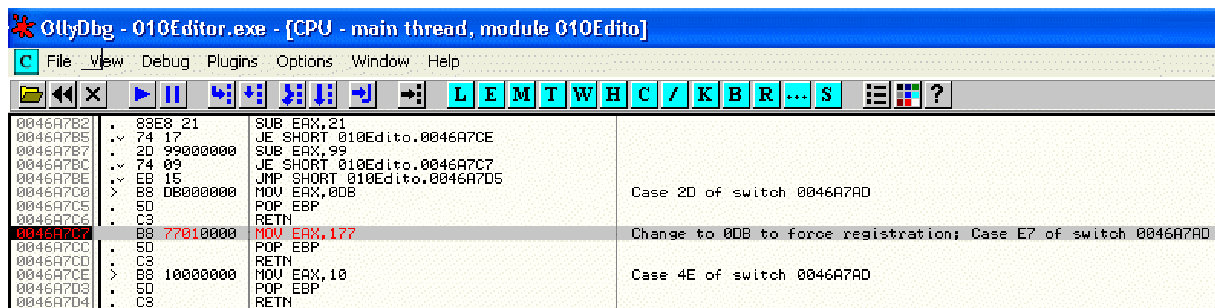 OllyDbg - 010Editor.exe - [CPU - main thread, module 010Edito]
C File View Debug Plugins Options Window Help
L E M T W H C / K B R ... S ?
0046A7B2 . 83E8 21 SUB EAX,21
0046A7B5 .v 74 17 JE SHORT 010Edito.0046A7CE
0046A7B7 . 2D 99000000 SUB EAX,99
0046A7BC .v 74 09 JE SHORT 010Edito.0046A7C7
0046A7BE .v EB 15 JMP SHORT 010Edito.0046A7D5
0046A7C0 > B8 DB000000 MOV EAX,0DB Case 2D of switch 0046A7AD
0046A7C5 . 5D POP EBP
0046A7C6 . C3 RETN
0046A7C7 B8 77010000 MOV EAX,177 Change to 0DB to force registration; Case E7 of switch 0046A7AD
0046A7CC . 5D POP EBP
0046A7CD . C3 RETN
0046A7CE > B8 10000000 MOV EAX,10 Case 4E of switch 0046A7AD
0046A7D3 . 5D POP EBP
0046A7D4 . C3 RETN